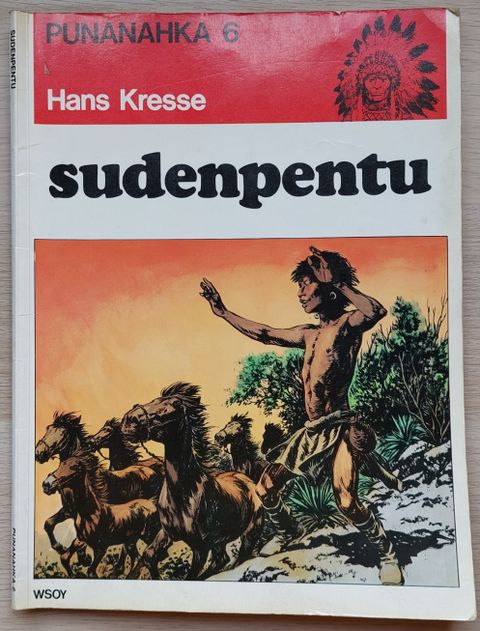 PUNANAHKA 6
Hans Kresse
sudenpentu
WSOY
SUDENPENTU
PUNANAHKA 6